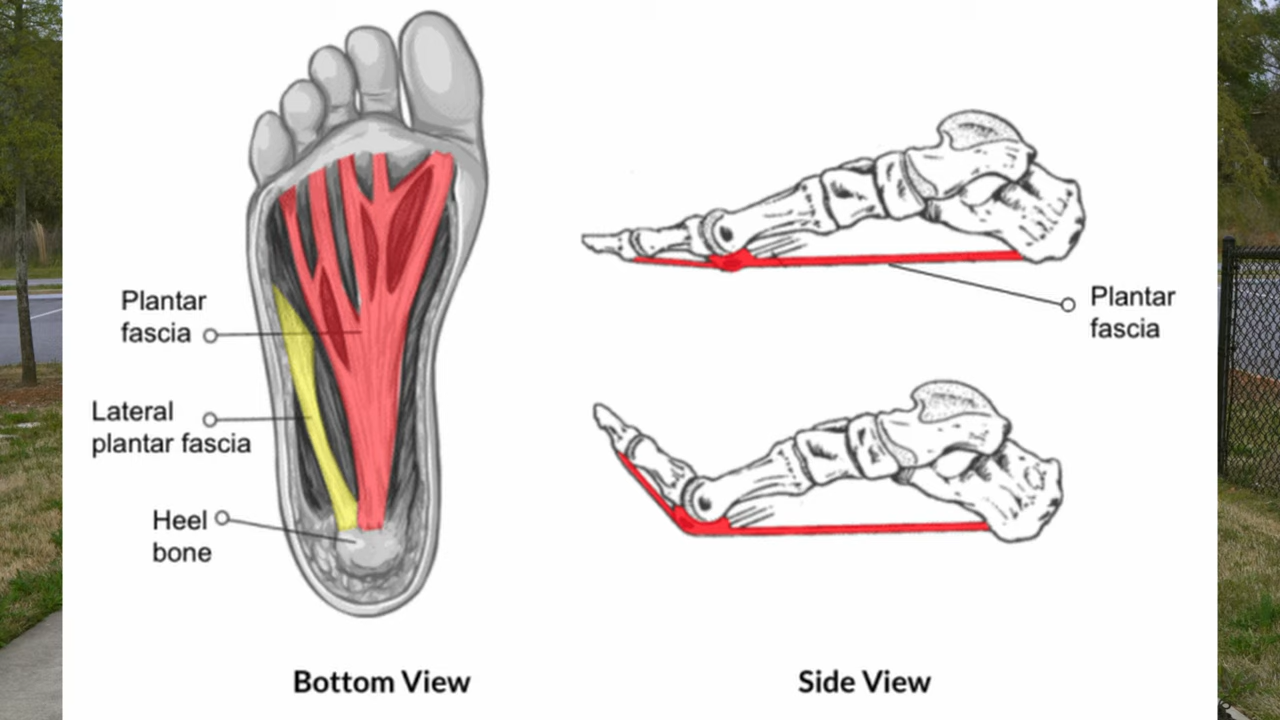 Plantar
fascia
Lateral
plantar fascia
Heel
bone
Bottom View
Plantar
fascia
Side View